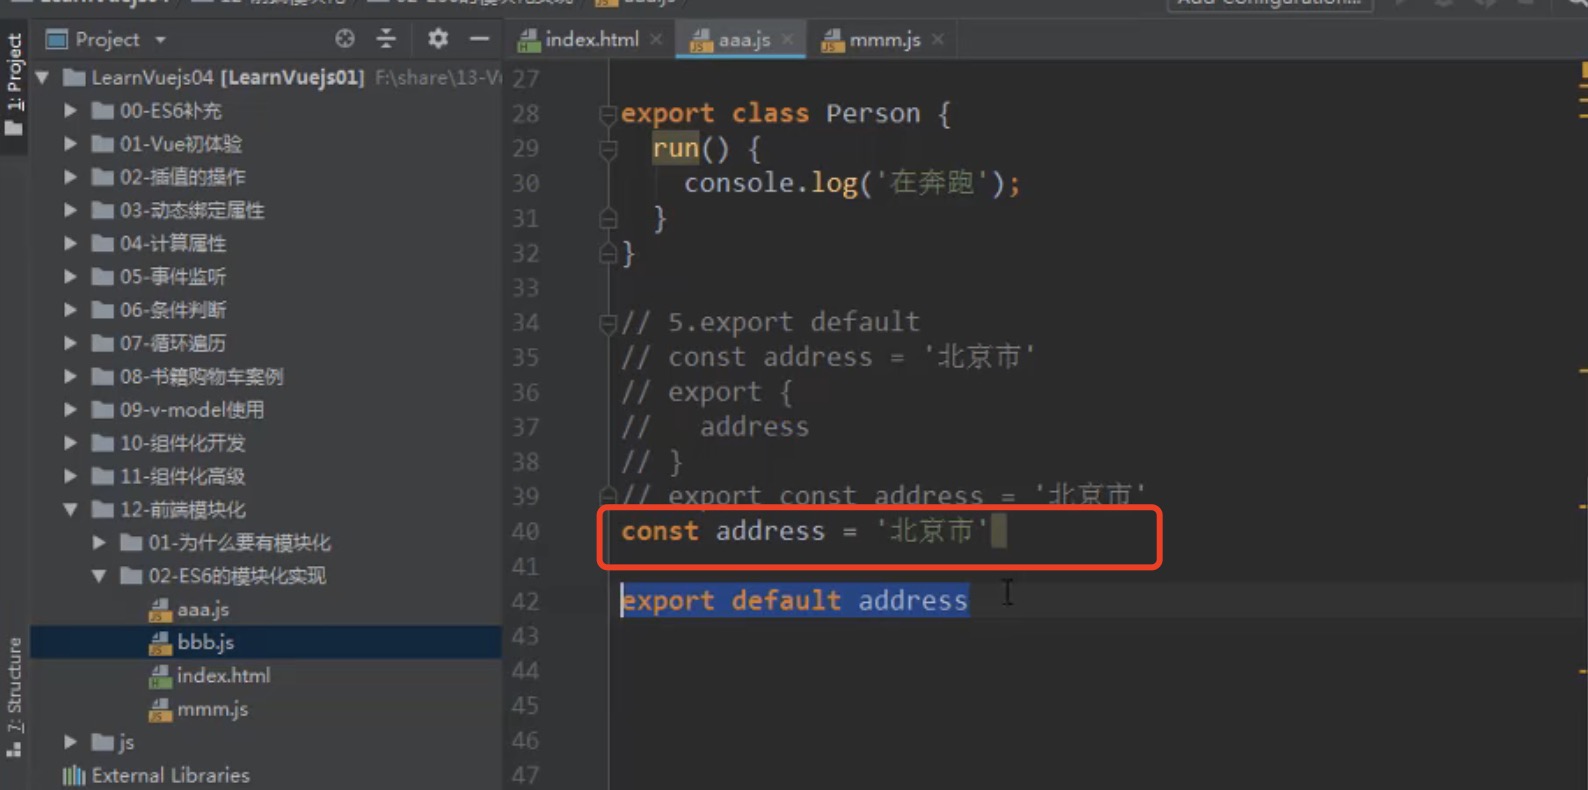 Add Configuration...
Project
index.html
aaa.js
mmm.js
1: Project
LearnVuejs04 [LearnVuejs01] F:\share\13-V
00-ES6补充
01-Vue初体验
02-插值的操作
03-动态绑定属性
04-计算属性
05-事件监听
06-条件判断
07-循环遍历
08-书籍购物车案例
09-v-model使用
10-组件化开发
11-组件化高级
12-前端模块化
01-为什么要有模块化
02-ES6的模块化实现
aaa.js
bbb.js
index.html
mmm.js
js
External Libraries
7: Structure
27
28 export class Person {
29 run() {
30 console.log('在奔跑');
31 }
32 }
33
34 // 5.export default
35 // const address = '北京市'
36 // export {
37 //   address
38 // }
39 // export const address = '北京市'
40 const address = '北京市'
41
42 export default address
43
44
45
46
47